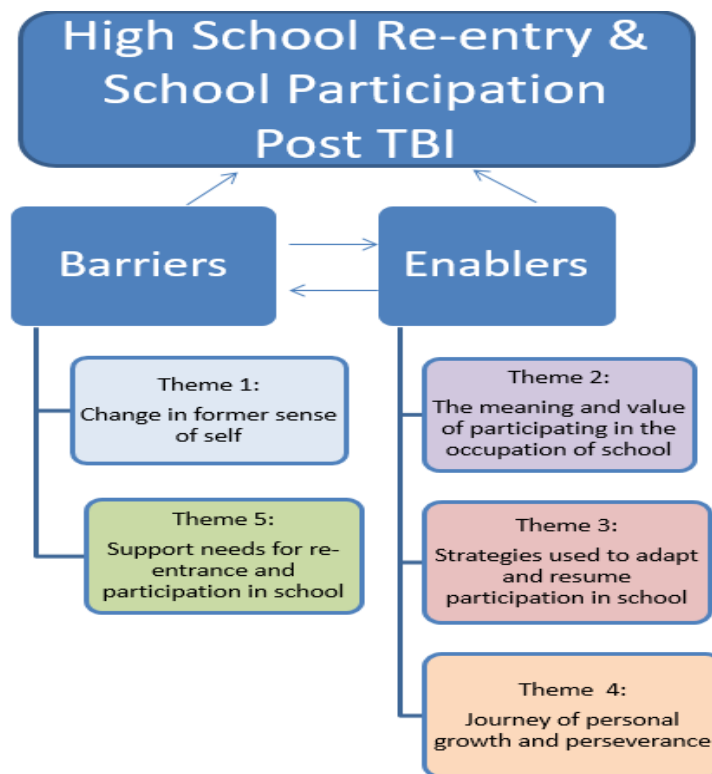 High School Re-entry &
School Participation
Post TBI
Barriers
Enablers
Theme 1:
Change in former sense
of self
Theme 5:
Support needs for re-
entrance and
participation in school
Theme 2:
The meaning and value
of participating in the
occupation of school
Theme 3:
Strategies used to adapt
and resume
participation in school
Theme 4:
Journey of personal
growth and perseverance